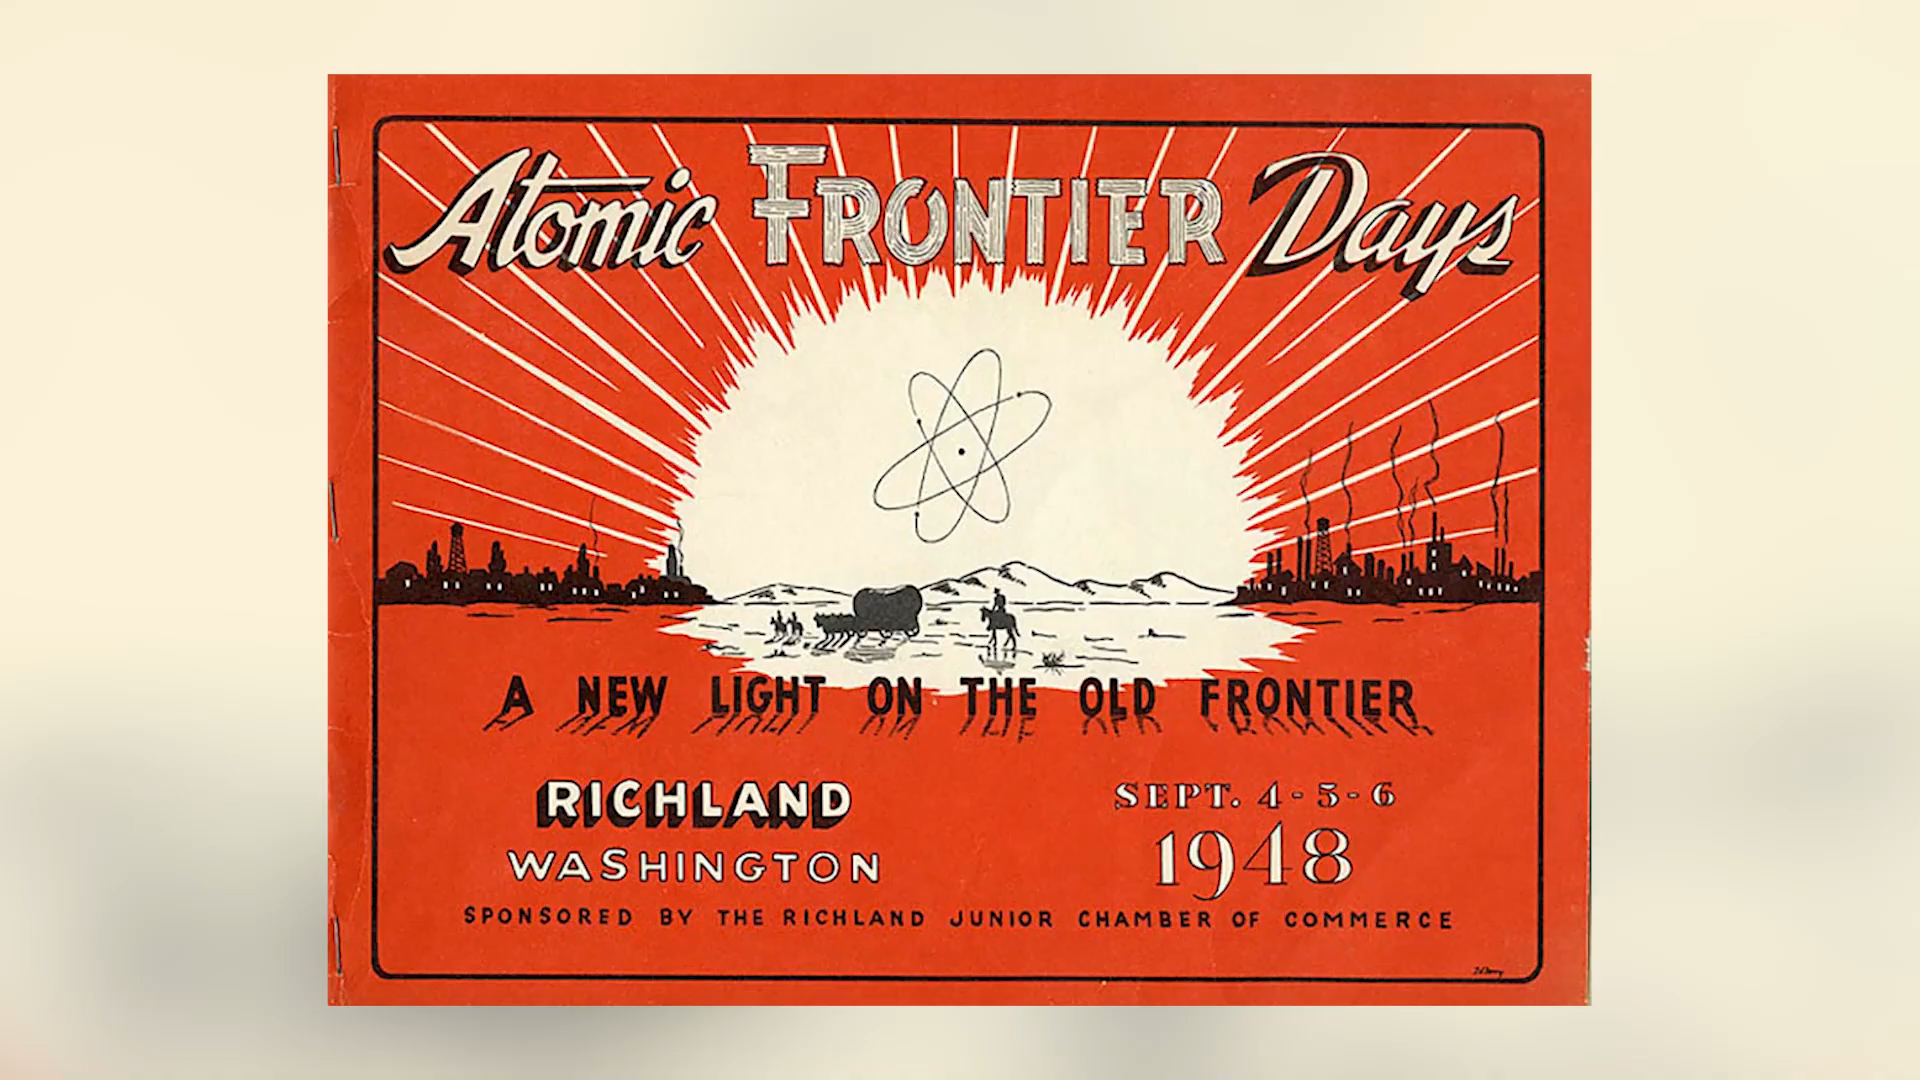 Atomic FRONTIER Days
A NEW LIGHT ON THE OLD FRONTIER
RICHLAND
WASHINGTON
SEPT. 4-5-6
1948
SPONSORED BY THE RICHLAND JUNIOR CHAMBER OF COMMERCE